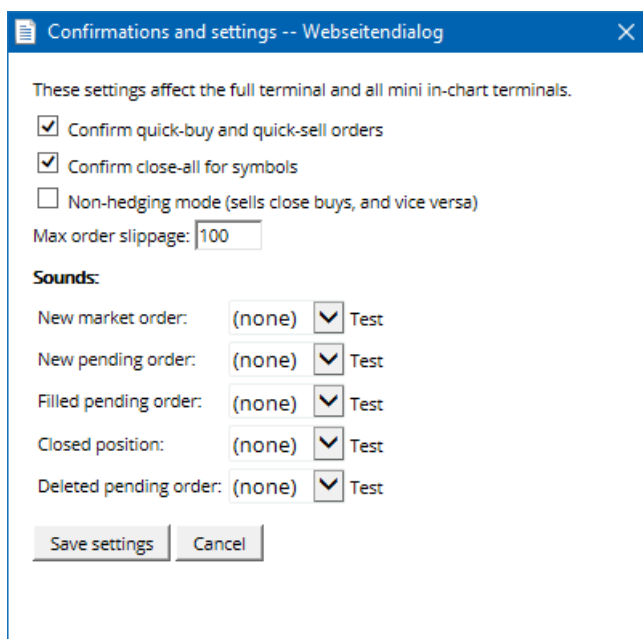 Confirmations and settings -- Webseitendialog
These settings affect the full terminal and all mini in-chart terminals.
Confirm quick-buy and quick-sell orders
Confirm close-all for symbols
Non-hedging mode (sells close buys, and vice versa)
Max order slippage: 100
Sounds:
New market order: (none) Test
New pending order: (none) Test
Filled pending order: (none) Test
Closed position: (none) Test
Deleted pending order: (none) Test
Save settings Cancel